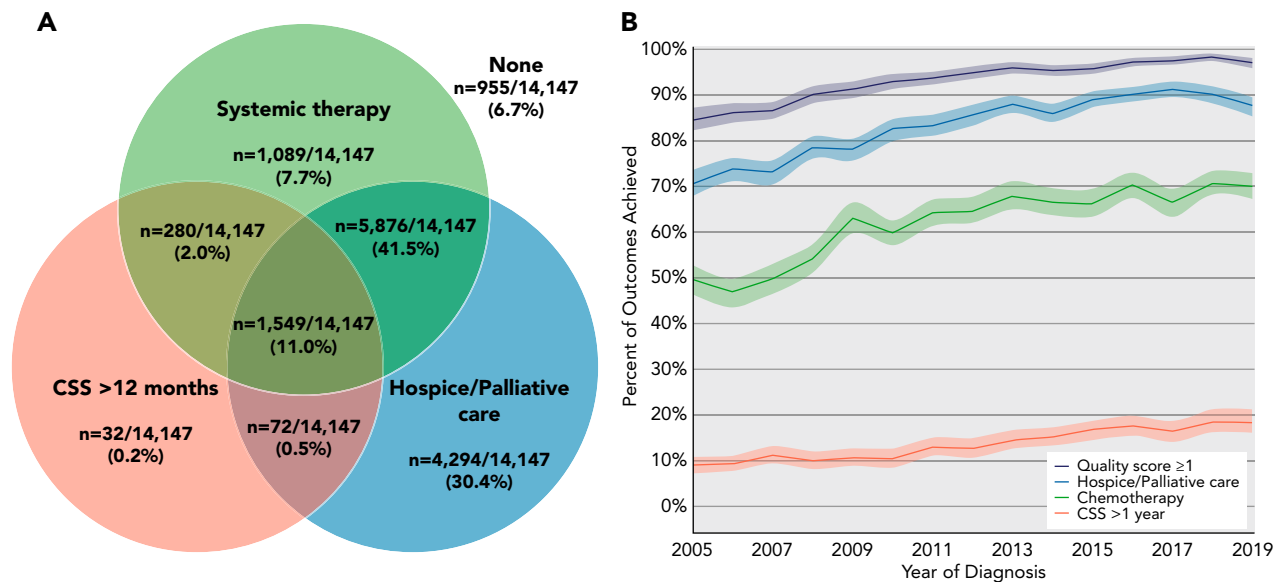 A
None
n=955/14,147
(6.7%)
Systemic therapy
n=1,089/14,147
(7.7%)
n=280/14,147
(2.0%)
n=5,876/14,147
(41.5%)
n=1,549/14,147
(11.0%)
CSS >12 months
n=32/14,147
(0.2%)
n=72/14,147
(0.5%)
Hospice/Palliative
care
n=4,294/14,147
(30.4%)
B
Percent of Outcomes Achieved
100%
90%
80%
70%
60%
50%
40%
30%
20%
10%
0%
Quality score ≥1
Hospice/Palliative care
Chemotherapy
CSS >1 year
2005 2007 2009 2011 2013 2015 2017 2019
Year of Diagnosis